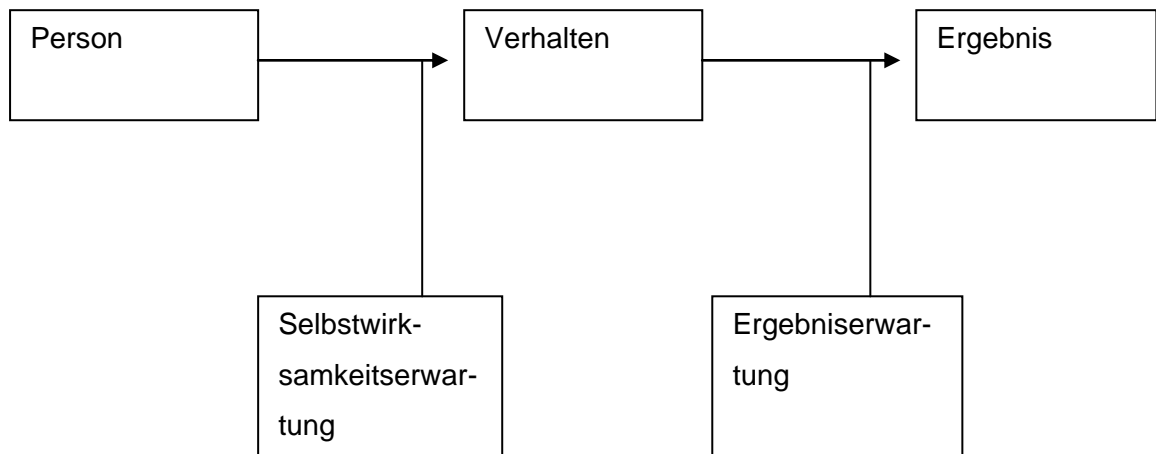 Person
Verhalten
Ergebnis
Selbstwirk-
samkeitserwar-
tung
Ergebniserwar-
tung